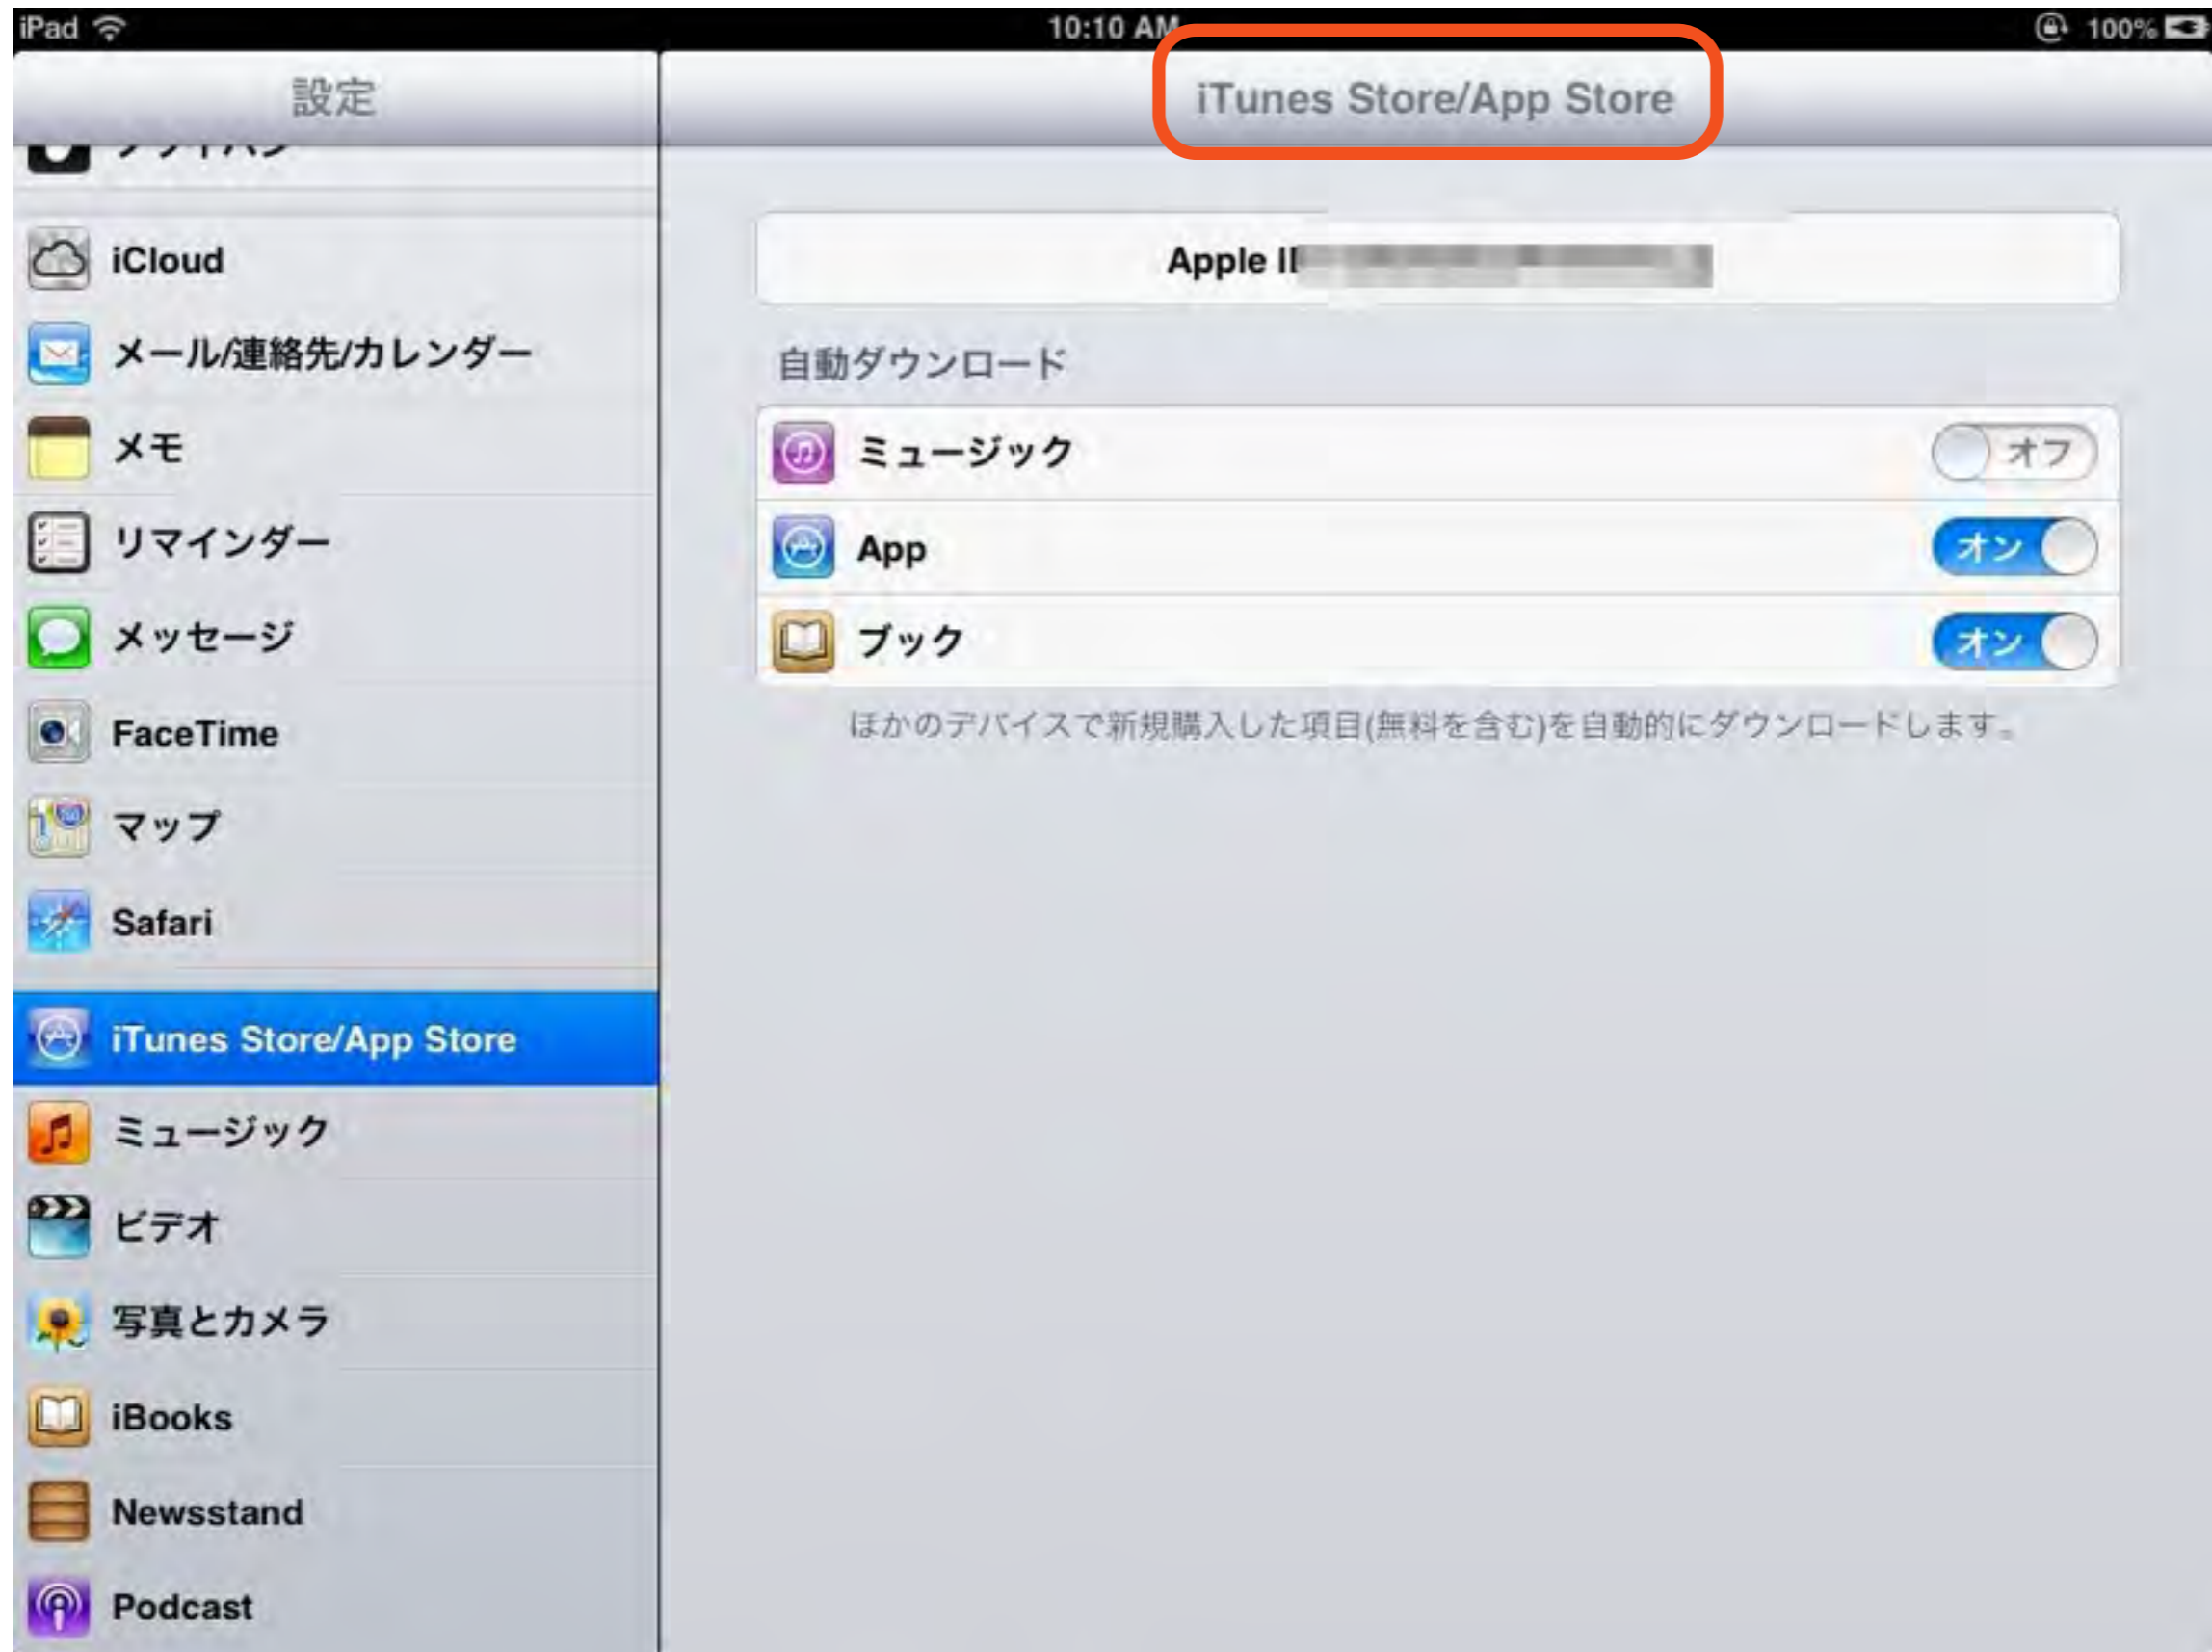 iPad
10:10 AM
100%
設定
iTunes Store/App Store
iCloud
メール/連絡先/カレンダー
メモ
リマインダー
メッセージ
FaceTime
マップ
Safari
iTunes Store/App Store
ミュージック
ビデオ
写真とカメラ
iBooks
Newsstand
Podcast
Apple
自動ダウンロード
ミュージック
オフ
App
オン
ブック
オン
ほかのデバイスで新規購入した項目(無料を含む)を自動的にダウンロードします。